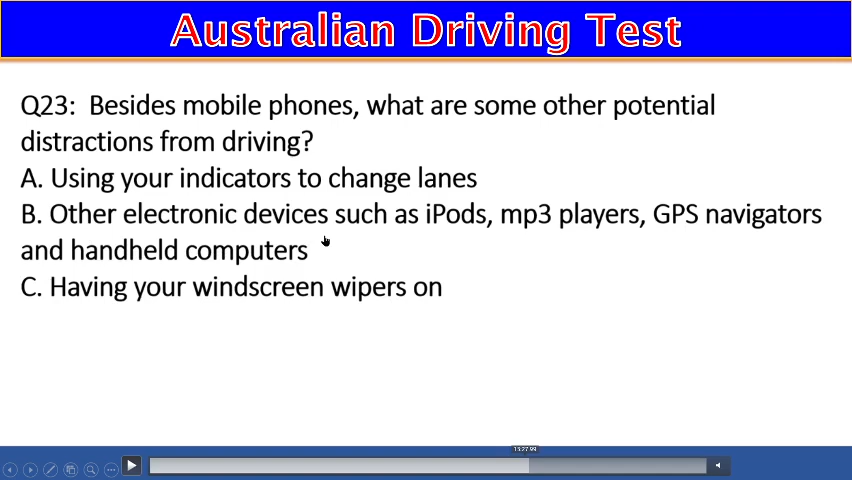 Australian Driving Test
Q23: Besides mobile phones, what are some other potential
distractions from driving?
A. Using your indicators to change lanes
B. Other electronic devices such as iPods, mp3 players, GPS navigators
and handheld computers
C. Having your windscreen wipers on